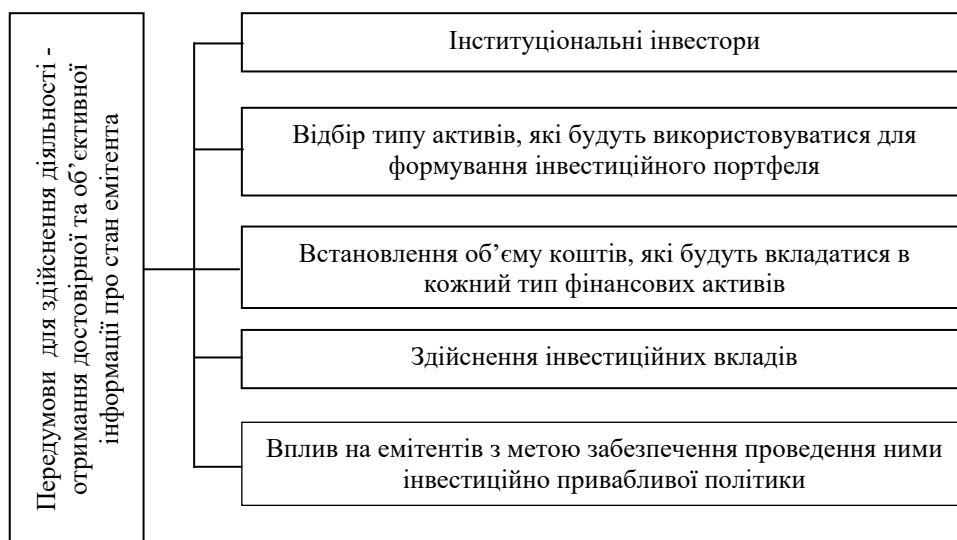 Передумови для здійснення діяльності -
отримання достовірної та об’єктивної
інформації про стан емітента
Інституціональні інвестори
Відбір типу активів, які будуть використовуватися для
формування інвестиційного портфеля
Встановлення об’єму коштів, які будуть вкладатися в
кожний тип фінансових активів
Здійснення інвестиційних вкладів
Вплив на емітентів з метою забезпечення проведення ними
інвестиційно привабливої політики